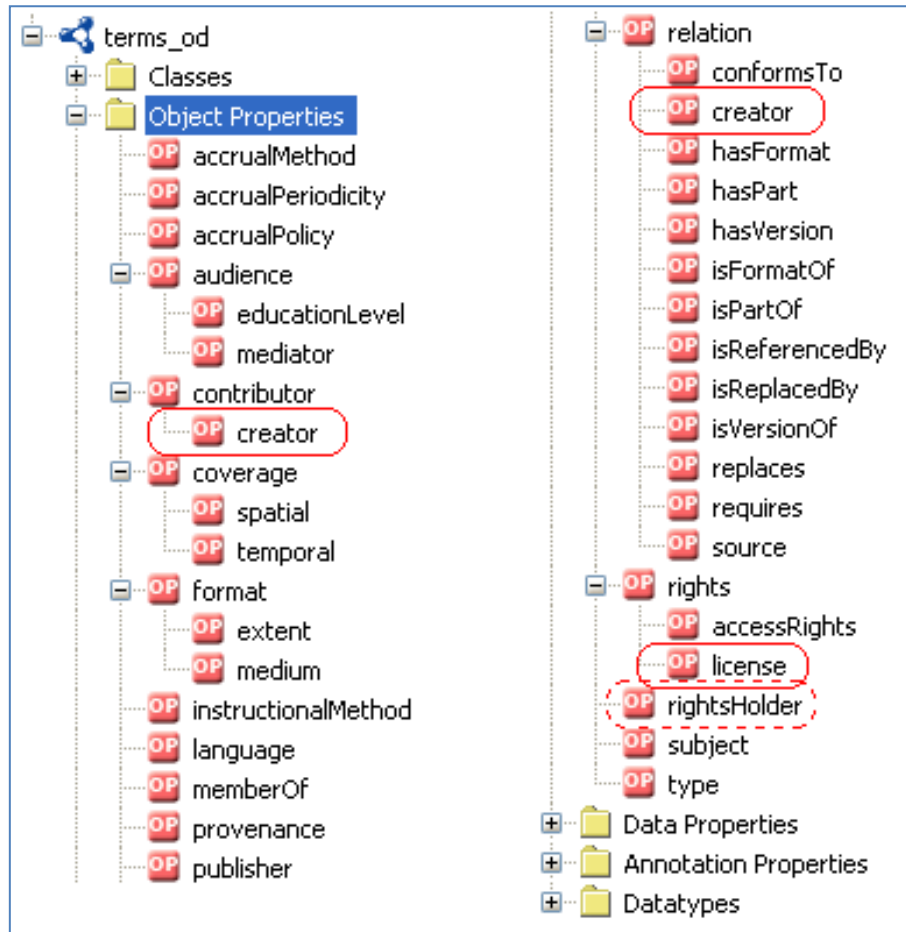 terms_od
Classes
Object Properties
OP accrualMethod
OP accrualPeriodicity
OP accrualPolicy
OP audience
OP educationLevel
OP mediator
OP contributor
OP creator
OP coverage
OP spatial
OP temporal
OP format
OP extent
OP medium
OP instructionalMethod
OP language
OP memberOf
OP provenance
OP publisher
OP relation
OP conformsTo
OP creator
OP hasFormat
OP hasPart
OP hasVersion
OP isFormatOf
OP isPartOf
OP isReferencedBy
OP isReplacedBy
OP isVersionOf
OP replaces
OP requires
OP source
OP rights
OP accessRights
OP license
OP rightsHolder
OP subject
OP type
Data Properties
Annotation Properties
Datatypes